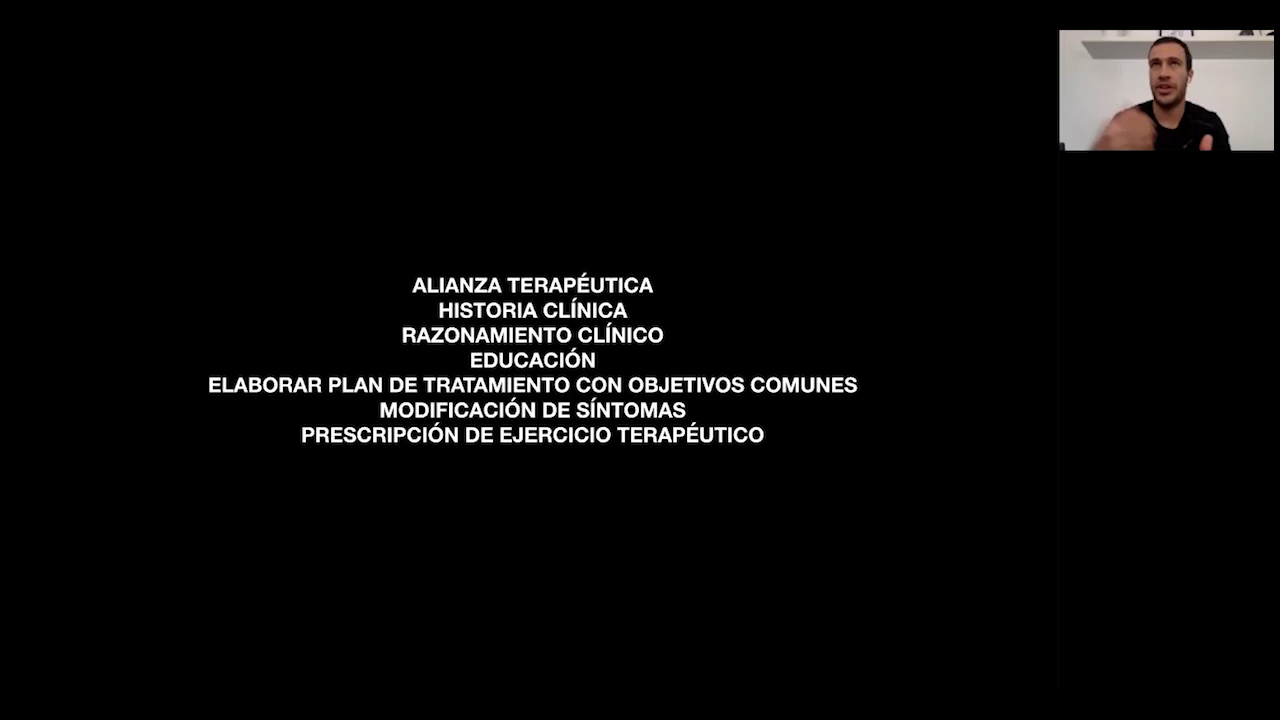 ALIANZA TERAPÉUTICA
HISTORIA CLÍNICA
RAZONAMIENTO CLÍNICO
EDUCACIÓN
ELABORAR PLAN DE TRATAMIENTO CON OBJETIVOS COMUNES
MODIFICACIÓN DE SÍNTOMAS
PRESCRIPCIÓN DE EJERCICIO TERAPÉUTICO